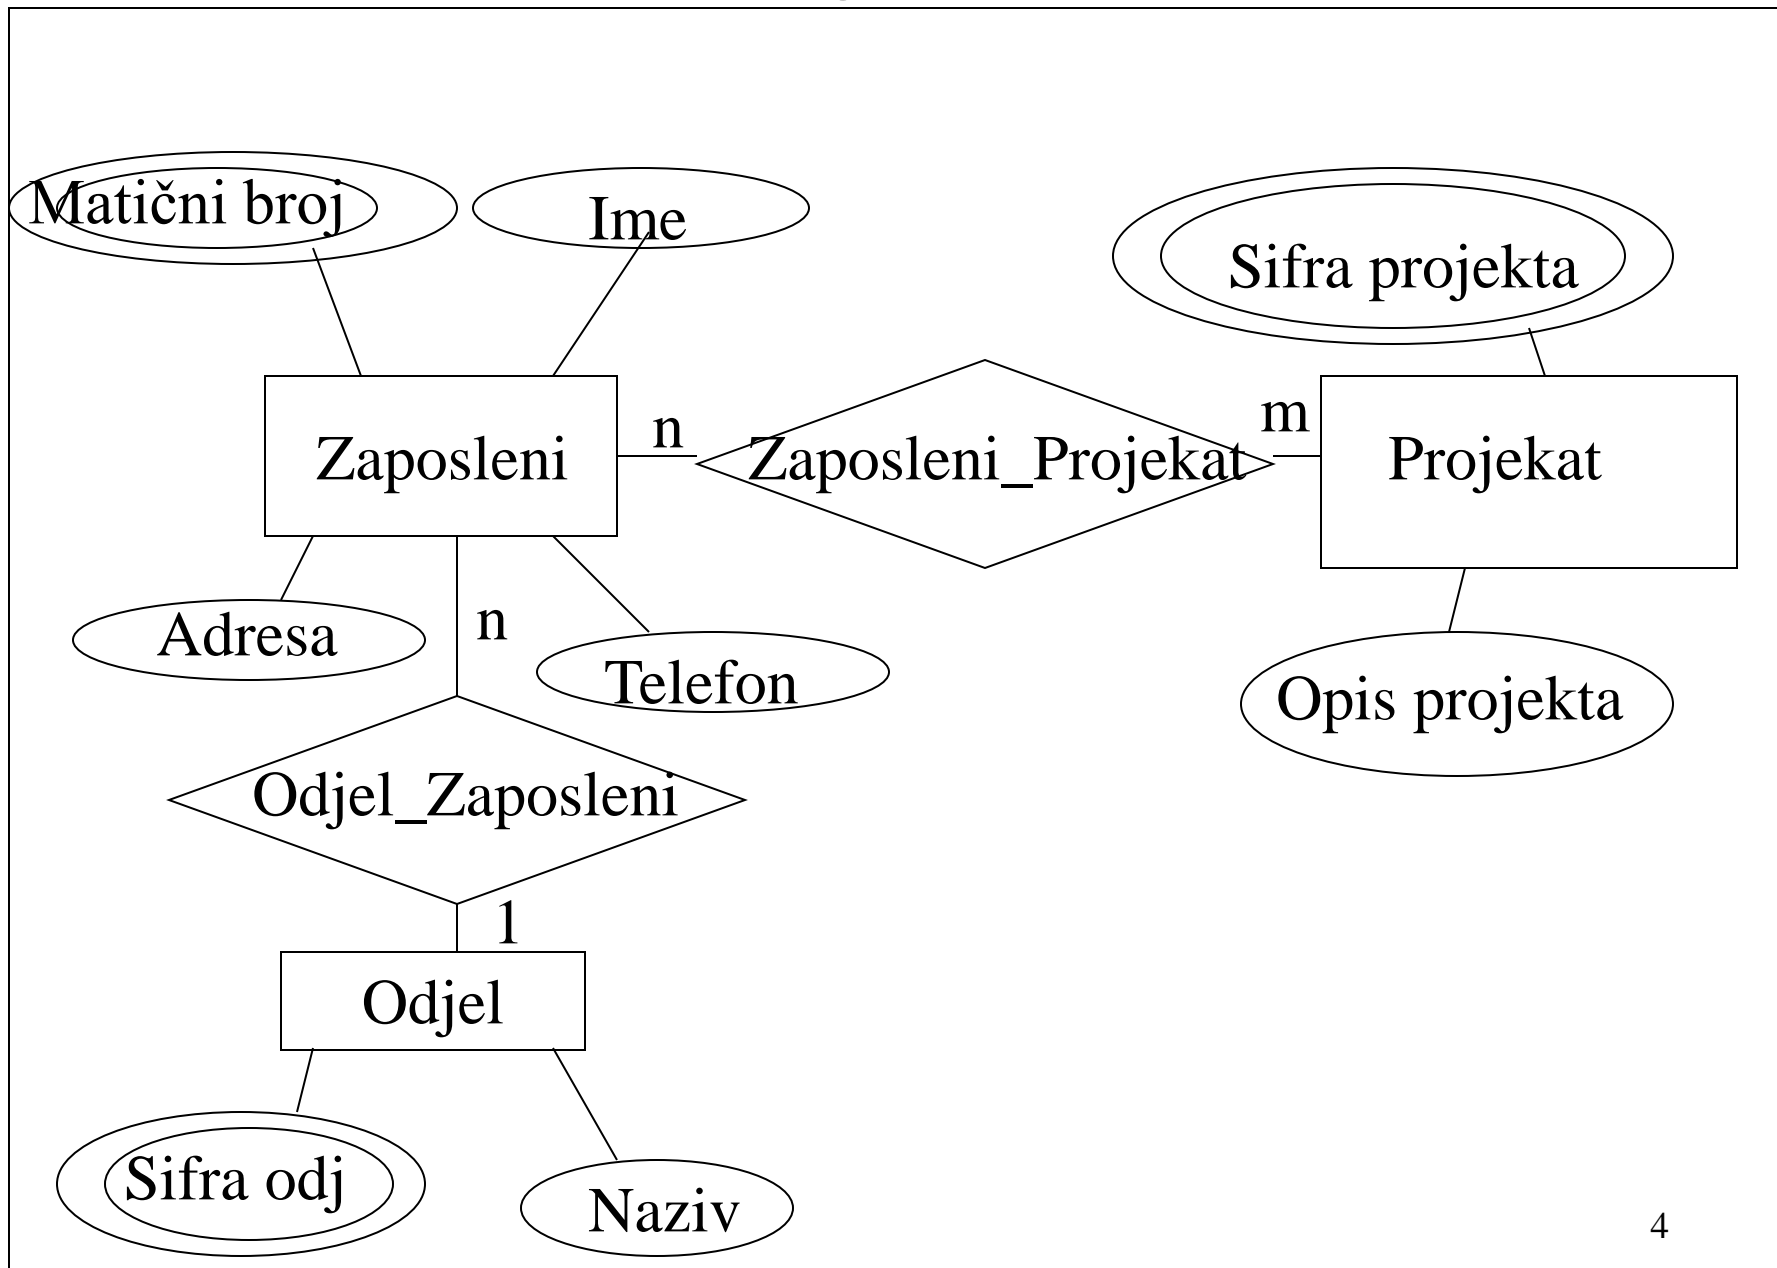 Matični broj
Ime
Sifra projekta
Zaposleni
n
Zaposleni_Projekat
m
Projekat
Adresa
n
Telefon
Opis projekta
Odjel_Zaposleni
1
Odjel
Sifra odj
Naziv
4